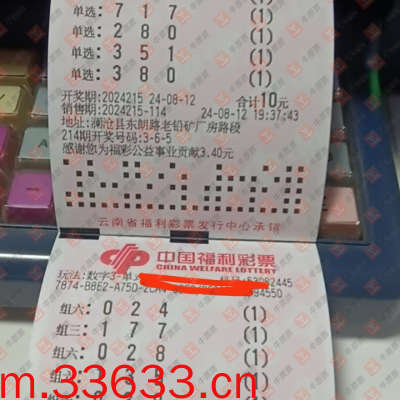 单选: 7 1 7 (1)
单选: 2 8 0 (1)
单选: 3 5 1 (1)
单选: 3 8 0 (1)
开奖期:2024215 24-08-12 合计10元
销售期:2024215-114 24-08-12 19:37:43
地址:澜沧县东朗路老铅矿厂房路段
214期开奖号码:3-6-5
感谢您为福彩公益事业贡献3.40元
云南省福利彩票发行中心承销
中国福利彩票
CHINA WELFARE LOTTERY
玩法:数字3-单
7874-B8E2-A75D-2CA
94550
组六: 0 2 4 (1)
组三: 1 7 7 (1)
组六: 0 2 8 (1)
(1)
m.33633.cn